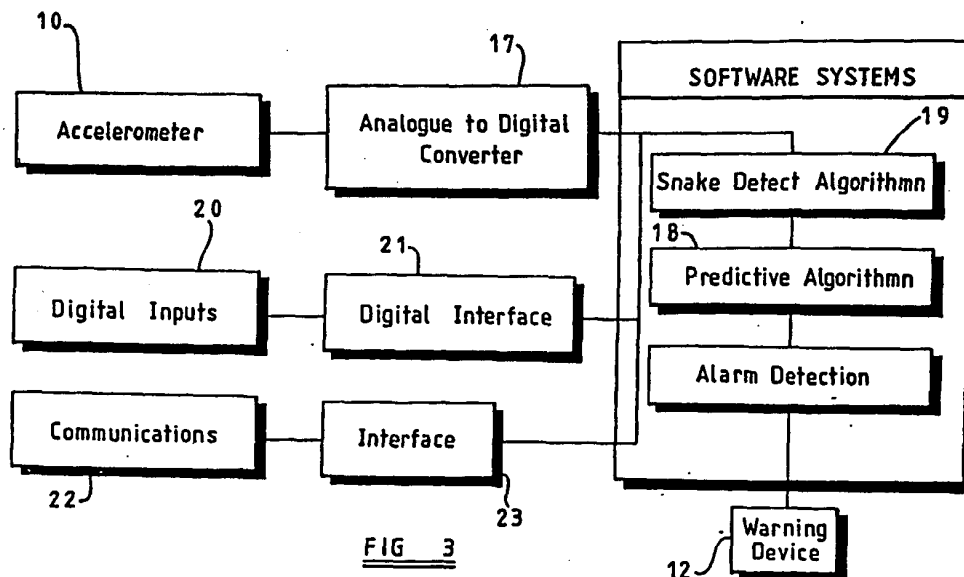 10
17
SOFTWARE SYSTEMS
Accelerometer
Analogue to Digital
Converter
19
Snake Detect Algorithmn
20
21
18
Predictive Algorithmn
Digital Inputs
Digital Interface
Alarm Detection
Communications
Interface
22
23
Warning
Device
12
FIG 3